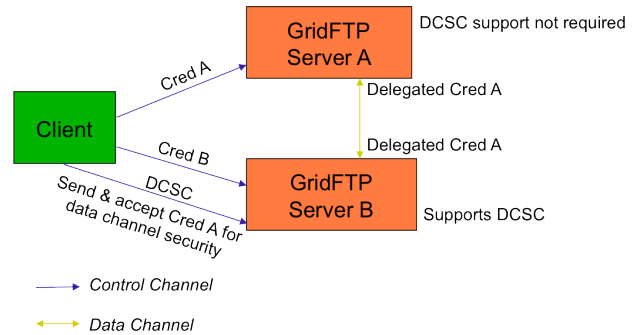 GridFTP
Server A
DCSC support not required
Cred A
Delegated Cred A
Client
Delegated Cred A
Cred B
DCSC
GridFTP
Server B
Send & accept Cred A for
data channel security
Supports DCSC
Control Channel
Data Channel